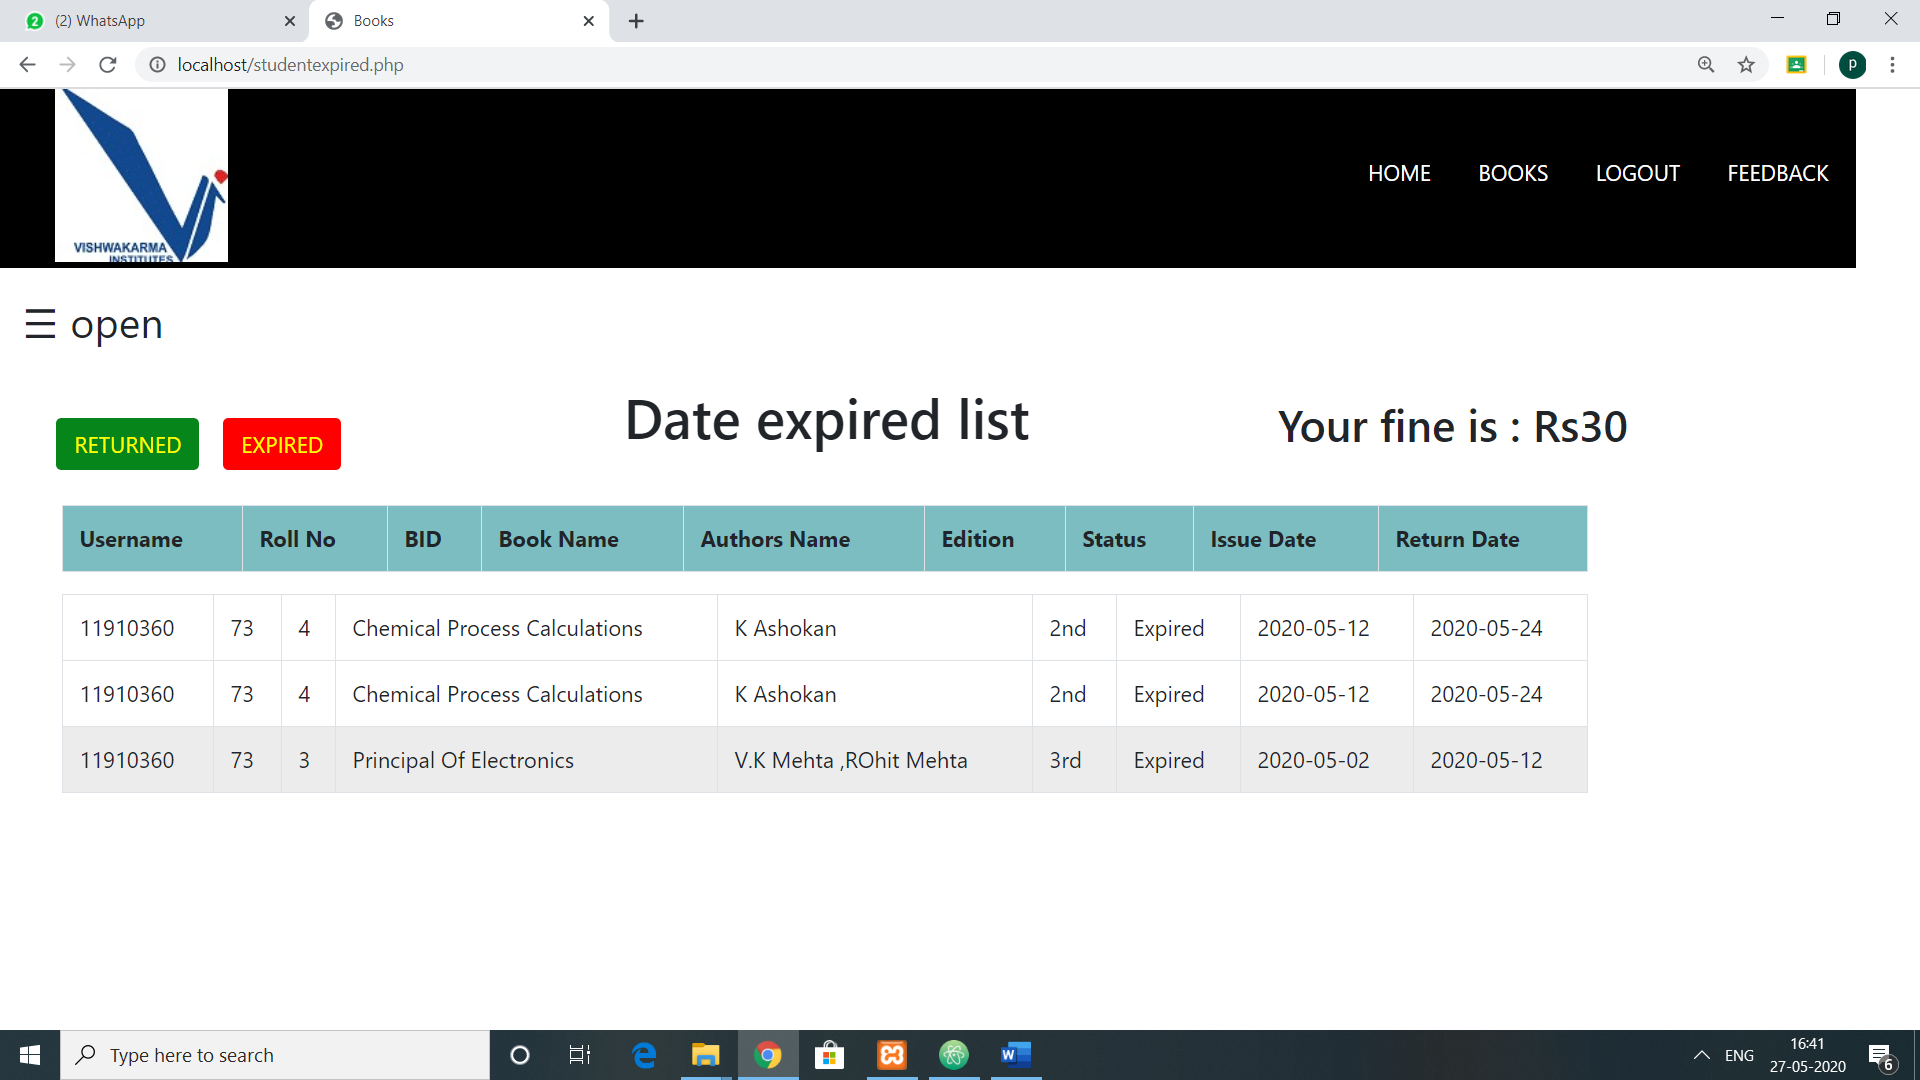 (2) WhatsApp
Books
localhost/studentexpired.php
P
VISHWAKARMA
INSTITUTES
HOME BOOKS LOGOUT FEEDBACK
☰ open
RETURNED EXPIRED
Date expired list
Your fine is : Rs30
Username Roll No BID Book Name Authors Name Edition Status Issue Date Return Date
11910360 73 4 Chemical Process Calculations K Ashokan 2nd Expired 2020-05-12 2020-05-24
11910360 73 4 Chemical Process Calculations K Ashokan 2nd Expired 2020-05-12 2020-05-24
11910360 73 3 Principal Of Electronics V.K Mehta ,ROhit Mehta 3rd Expired 2020-05-02 2020-05-12
Type here to search
ENG
16:41
27-05-2020
6